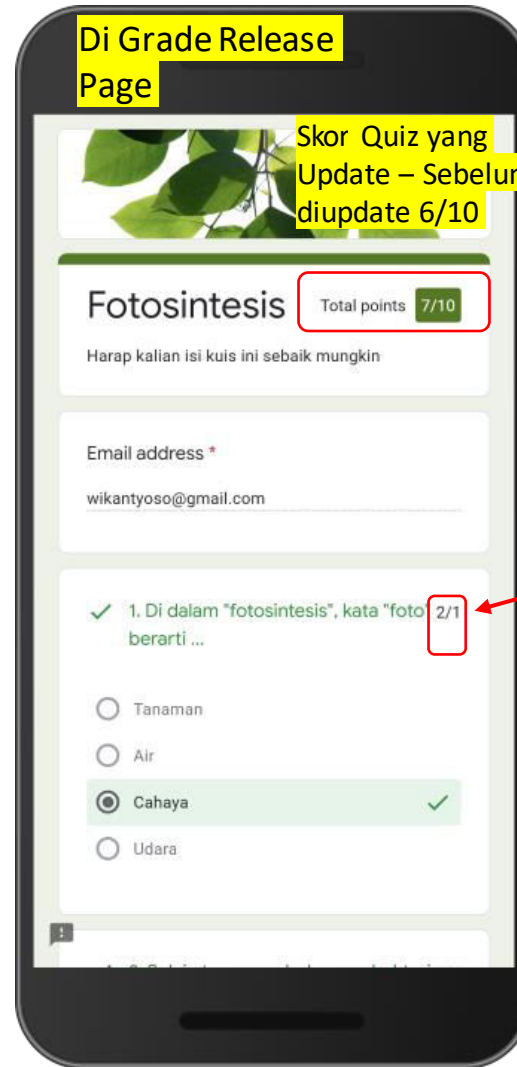 Di Grade Release
Page
Skor Quiz yang
Update – Sebelum
diupdate 6/10
Fotosintesis
Total points 7/10
Harap kalian isi kuis ini sebaik mungkin
Email address *
wikantyoso@gmail.com
1. Di dalam "fotosintesis", kata "foto" 2/1
berarti ...
Tanaman
Air
Cahaya
Udara